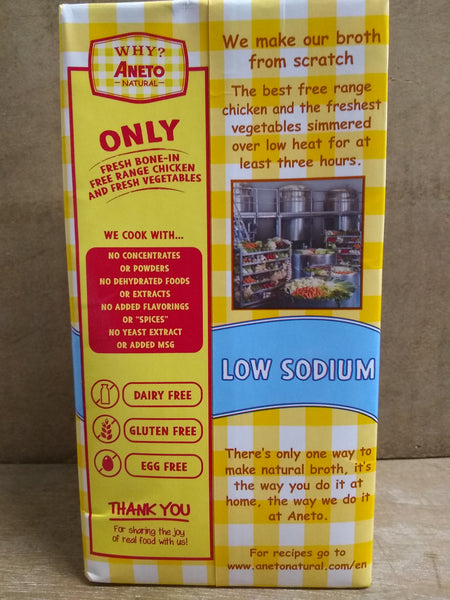 WHY?
ANETO
NATURAL
ONLY
FRESH BONE-IN
FREE RANGE CHICKEN
AND FRESH VEGETABLES
WE COOK WITH...
NO CONCENTRATES
OR POWDERS
NO DEHYDRATED FOODS
OR EXTRACTS
NO ADDED FLAVORINGS
OR "SPICES"
NO YEAST EXTRACT
OR ADDED MSG
DAIRY FREE
GLUTEN FREE
EGG FREE
THANK YOU
For sharing the joy
of real food with us!
We make our broth
from scratch
The best free range
chicken and the freshest
vegetables simmered
over low heat for at
least three hours.
LOW SODIUM
There's only one way to
make natural broth, it's
the way you do it at
home, the way we do it
at Aneto.
For recipes go to
www.anetonatural.com/en